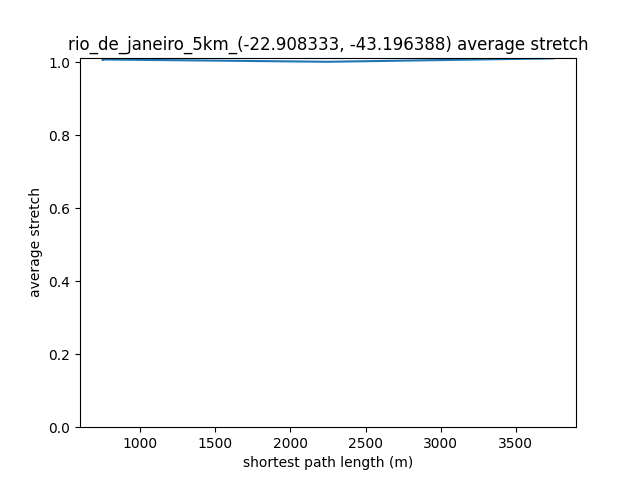 rio_de_janeiro_5km_(-22.908333, -43.196388) average stretch
1.0
0.8
0.6
0.4
0.2
0.0
average stretch
1000 1500 2000 2500 3000 3500
shortest path length (m)